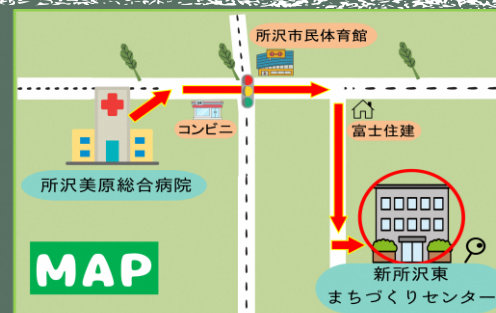 所沢市民体育館
コンビニ
富士住建
所沢美原総合病院
MAP
新所沢東
まちづくりセンター